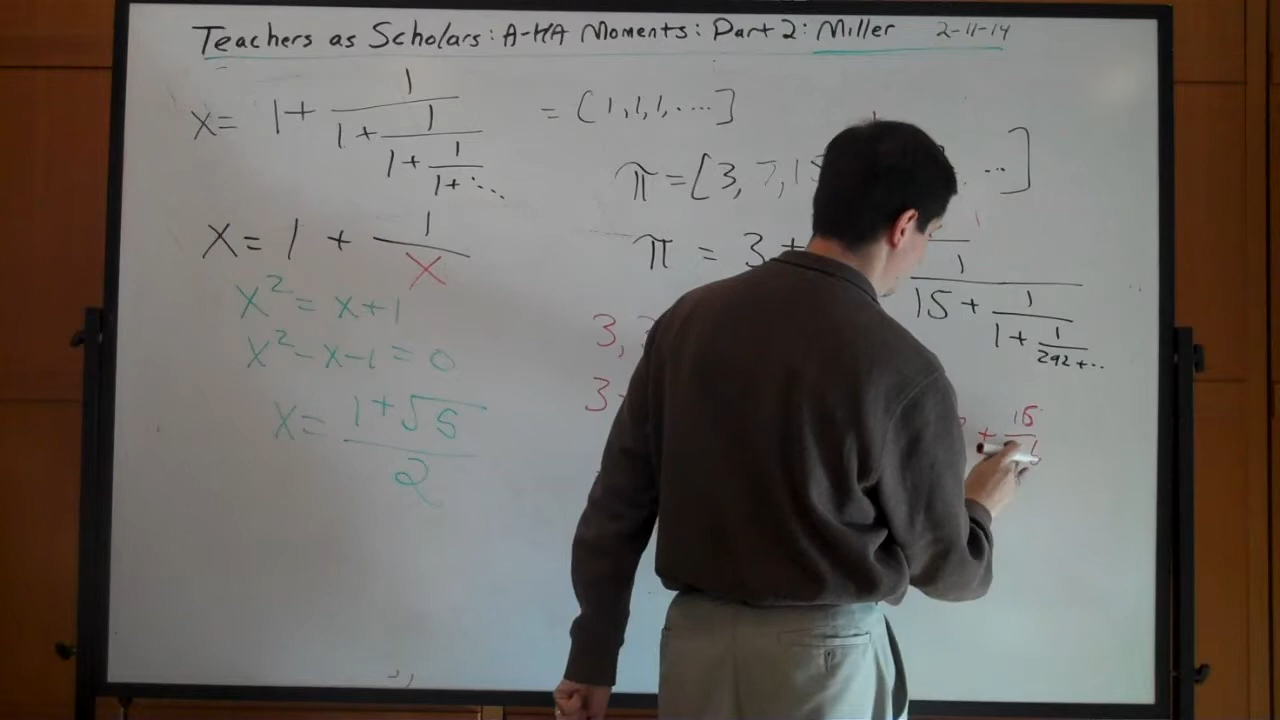 Teachers as Scholars: A-HA Moments: Part 2: Miller 2-11-14
x = 1 + 1/(1 + 1/(1 + 1/(1 + ⋱))) = [1,1,1,....]
π = [3, 7, 15 ...]
x = 1 + 1/x
π = 3 + 1/(15 + 1/(1 + 1/(292 + ...)))
x² = x + 1
3,
x² - x - 1 = 0
3
x = (1 + √5)/2
+ 15